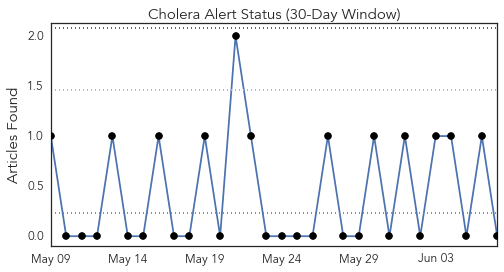 Cholera Alert Status (30-Day Window)
Articles Found
2.0
1.5
1.0
0.5
0.0
May 09
May 14
May 19
May 24
May 29
Jun 03